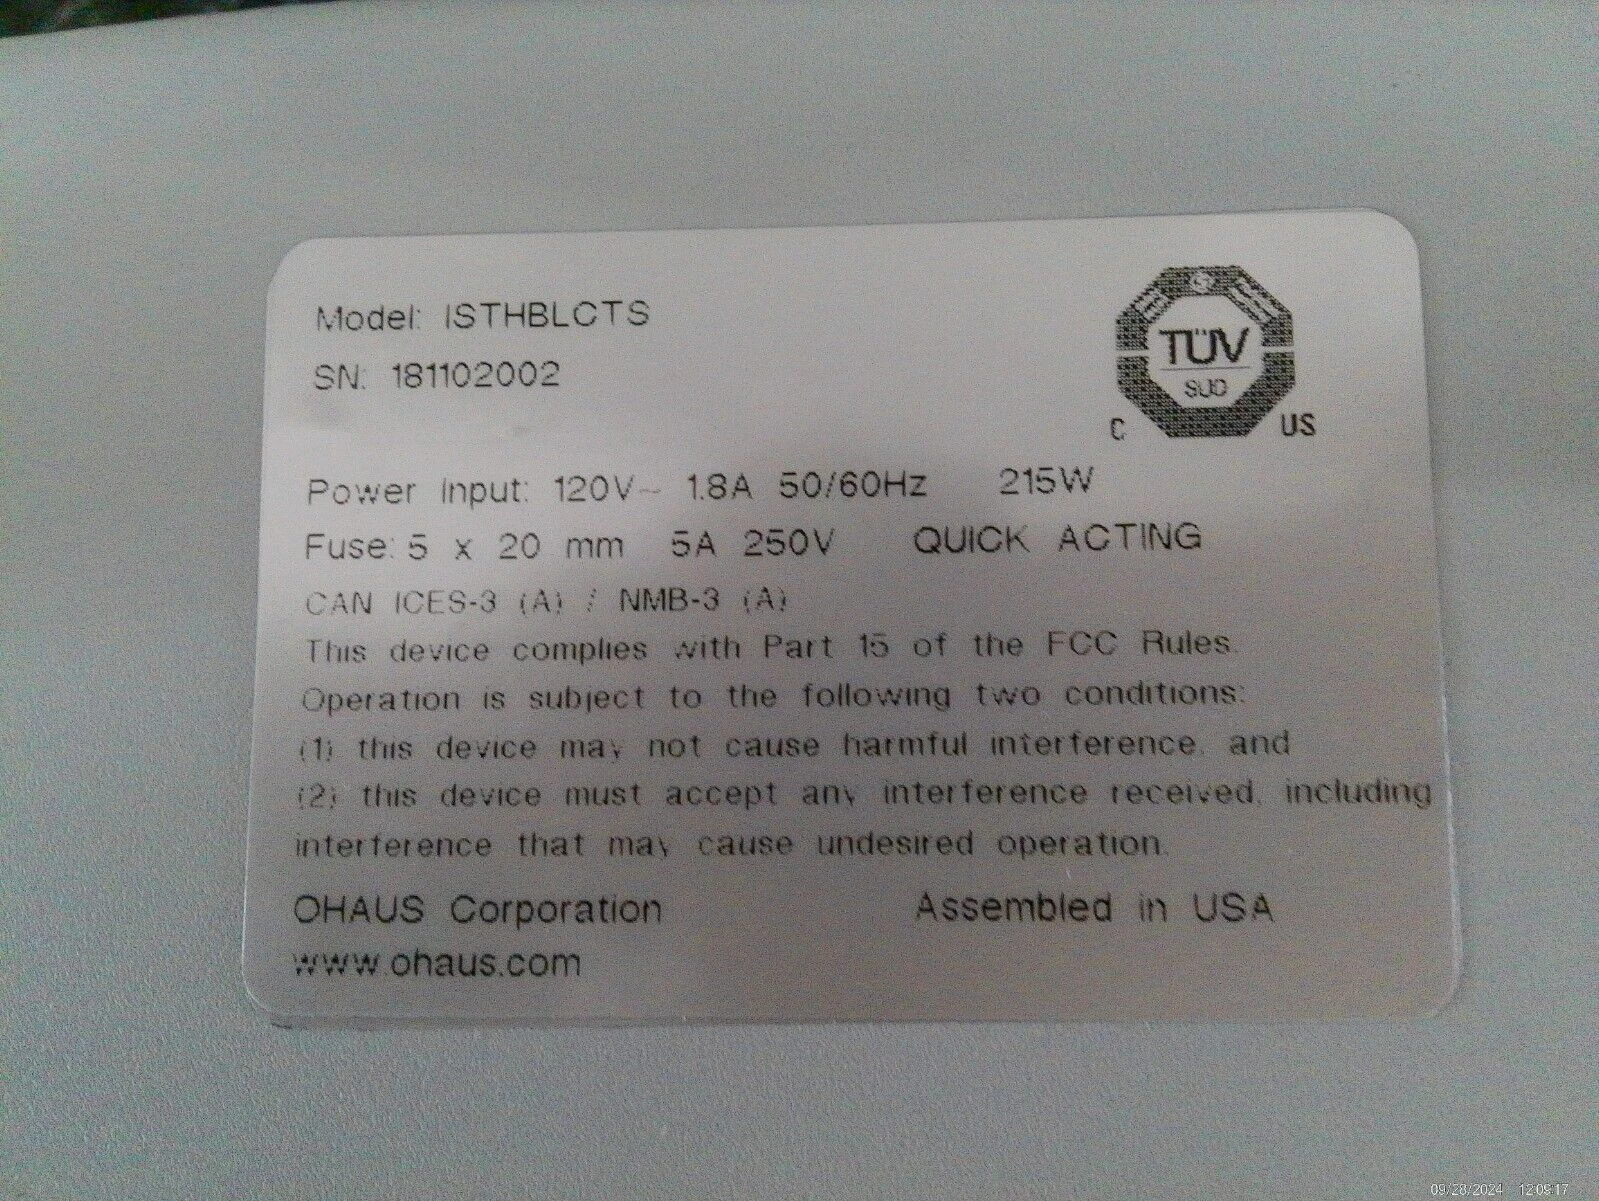 Model: ISTHBLCTS
SN: 181102002
TÜV
SÜD
C US
Power Input: 120V~ 1.8A 50/60Hz 215W
Fuse: 5 x 20 mm 5A 250V QUICK ACTING
CAN ICES-3 (A) / NMB-3 (A)
This device complies with Part 15 of the FCC Rules.
Operation is subject to the following two conditions:
(1) this device may not cause harmful interference, and
(2) this device must accept any interference received, including
interference that may cause undesired operation.
OHAUS Corporation Assembled in USA
www.ohaus.com
09/28/2024 12:09:17